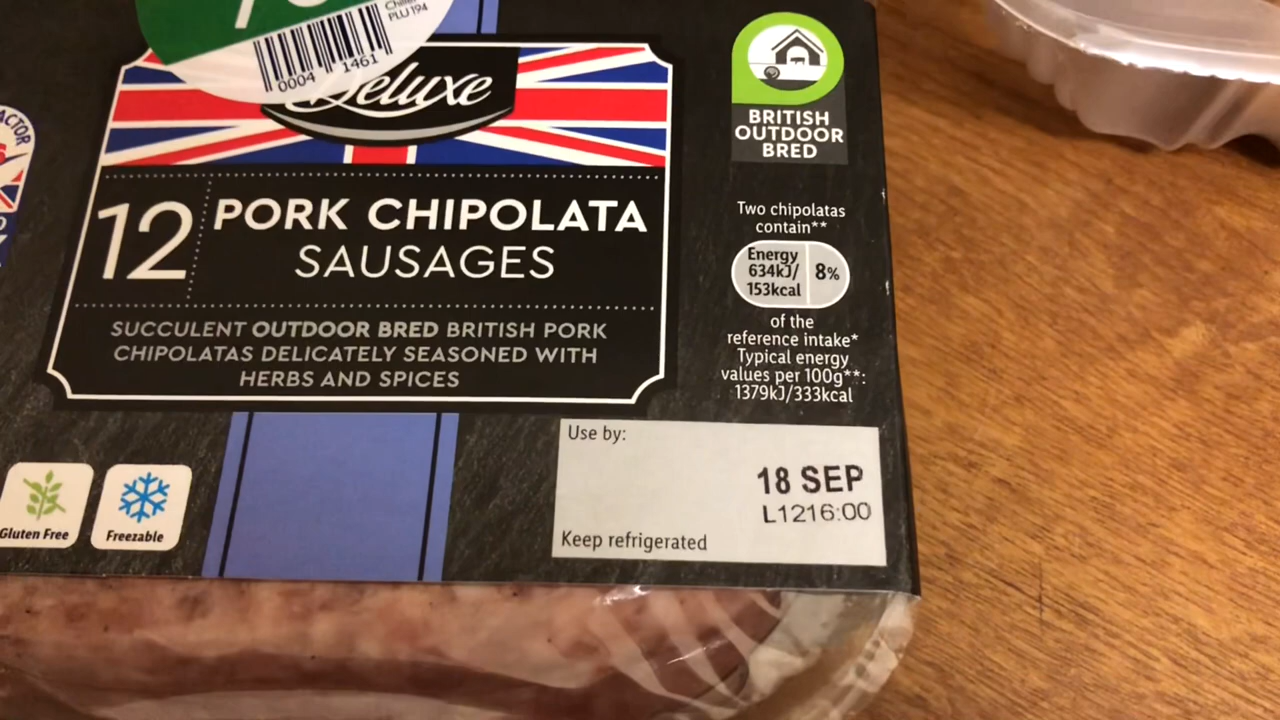 PLU 194
0004 1461
Deluxe
BRITISH
OUTDOOR
BRED
12 PORK CHIPOLATA
SAUSAGES
SUCCULENT OUTDOOR BRED BRITISH PORK
CHIPOLATAS DELICATELY SEASONED WITH
HERBS AND SPICES
Two chipolatas
contain**
Energy
634kJ/
153kcal
8%
of the
reference intake*
Typical energy
values per 100g**:
1379kJ/333kcal
Gluten Free
Freezable
Use by:
18 SEP
L1216:00
Keep refrigerated